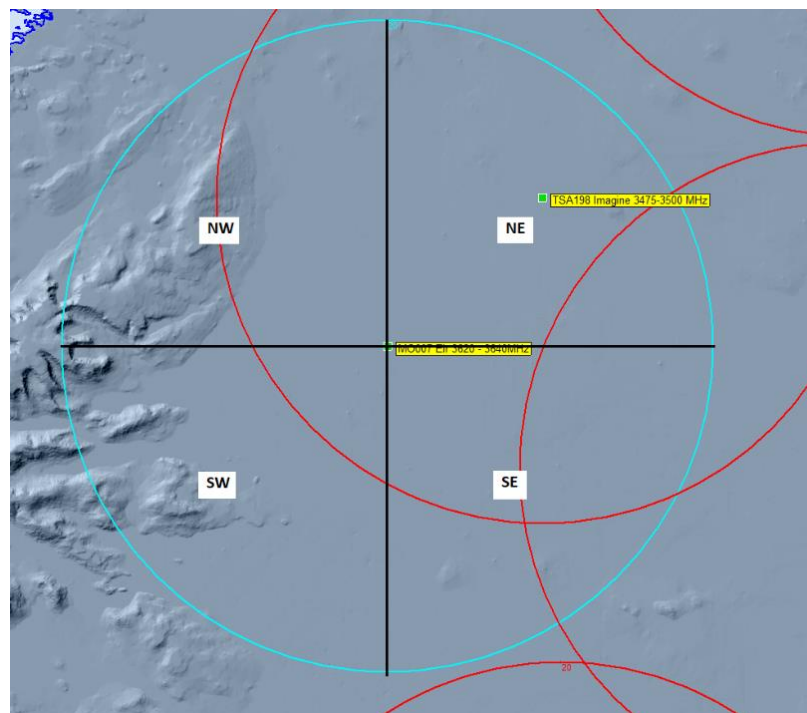 TSA198 Imagine 3475-3500 MHz
NW
NE
MO007 Eir 3620 - 3640MHz
SW
SE
20